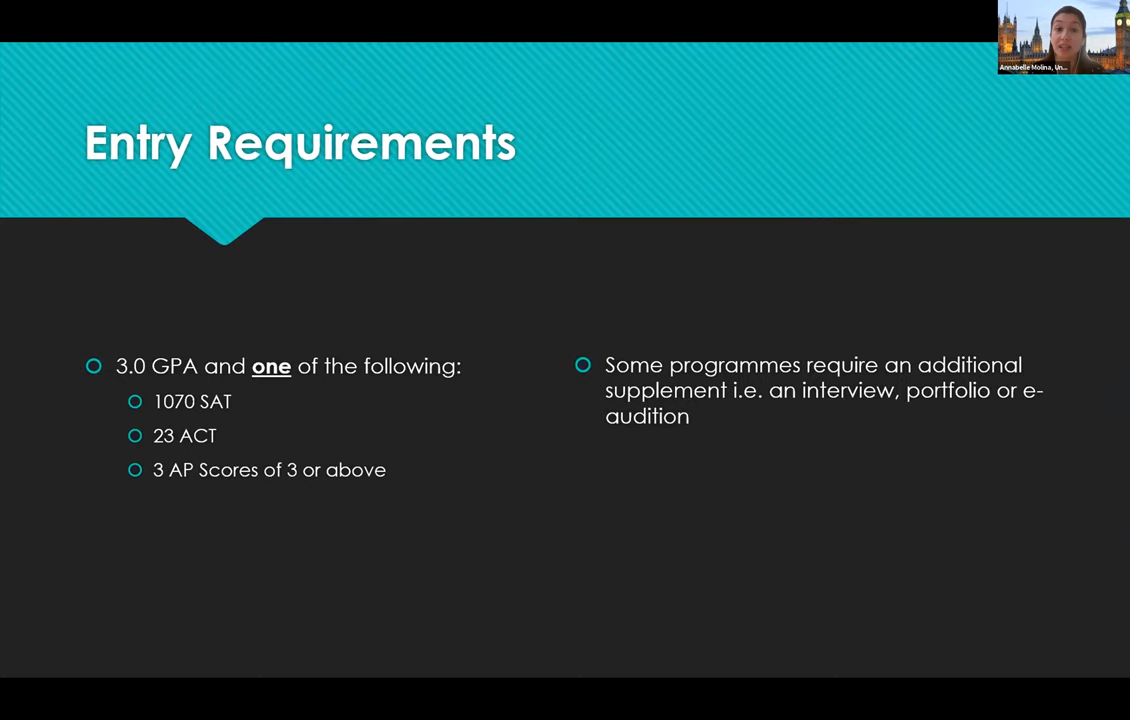 Annabelle Molina, Un...
Entry Requirements
3.0 GPA and one of the following:
1070 SAT
23 ACT
3 AP Scores of 3 or above
Some programmes require an additional
supplement i.e. an interview, portfolio or e-
audition